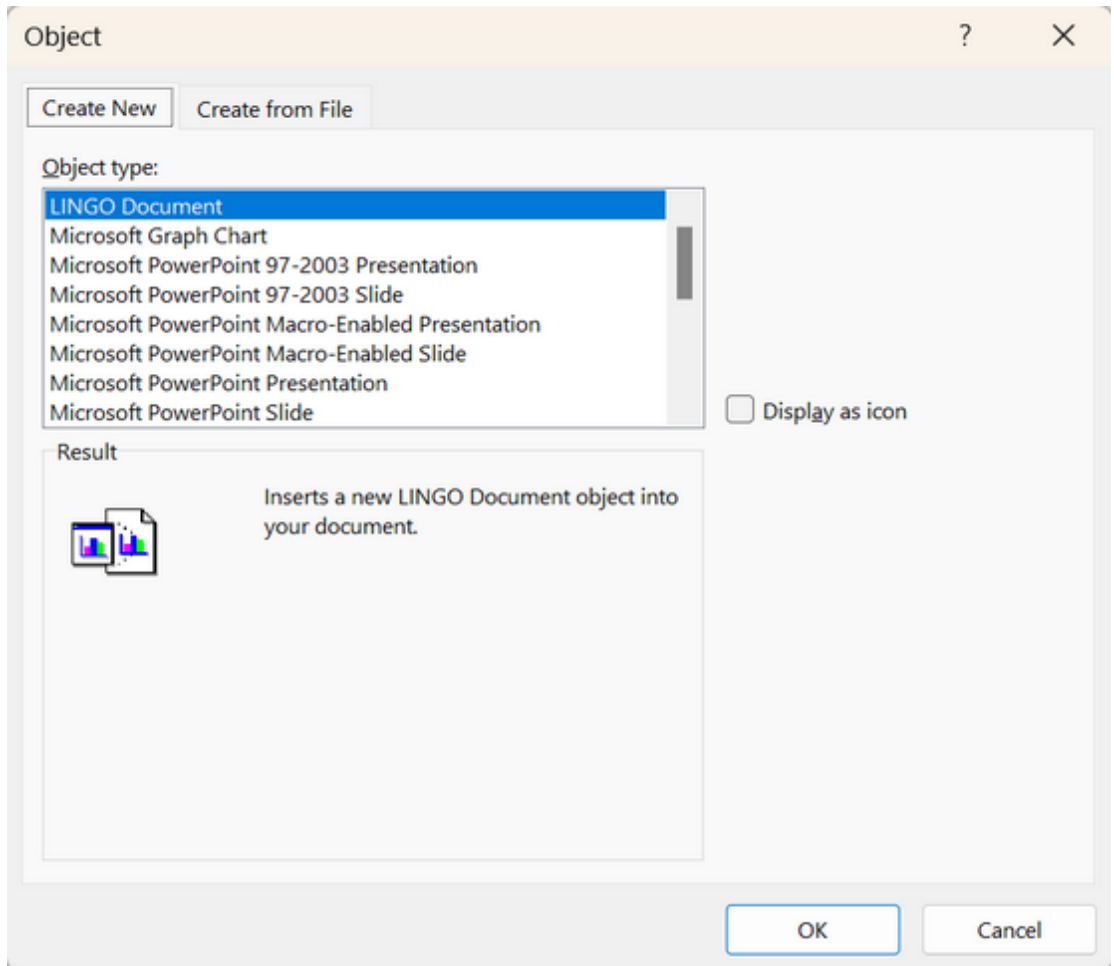 Object
Create New
Create from File
Object type:
LINGO Document
Microsoft Graph Chart
Microsoft PowerPoint 97-2003 Presentation
Microsoft PowerPoint 97-2003 Slide
Microsoft PowerPoint Macro-Enabled Presentation
Microsoft PowerPoint Macro-Enabled Slide
Microsoft PowerPoint Presentation
Microsoft PowerPoint Slide
Display as icon
Result
Inserts a new LINGO Document object into
your document.
OK
Cancel